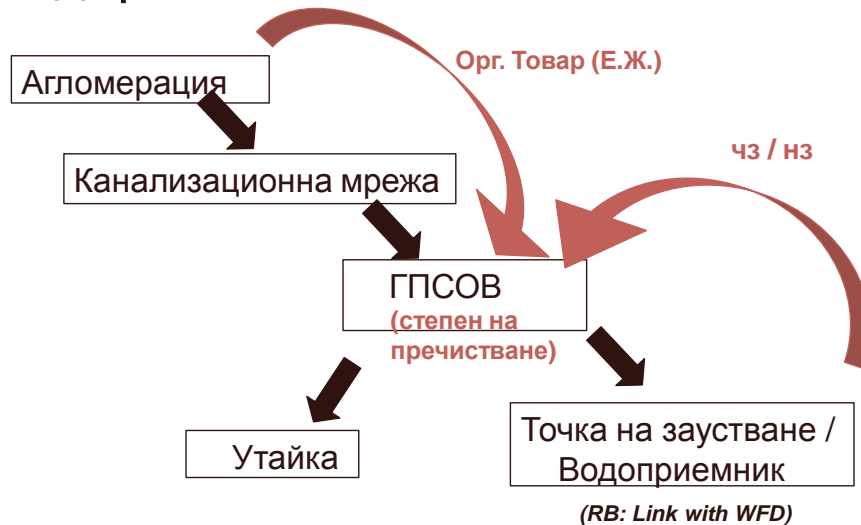 Орг. Товар (Е.Ж.)
Агломерация
чз / нз
Канализационна мрежа
ГПСОВ
(степен на
пречистване)
Точка на заустване /
Водоприемник
Утайка
(RB: Link with WFD)